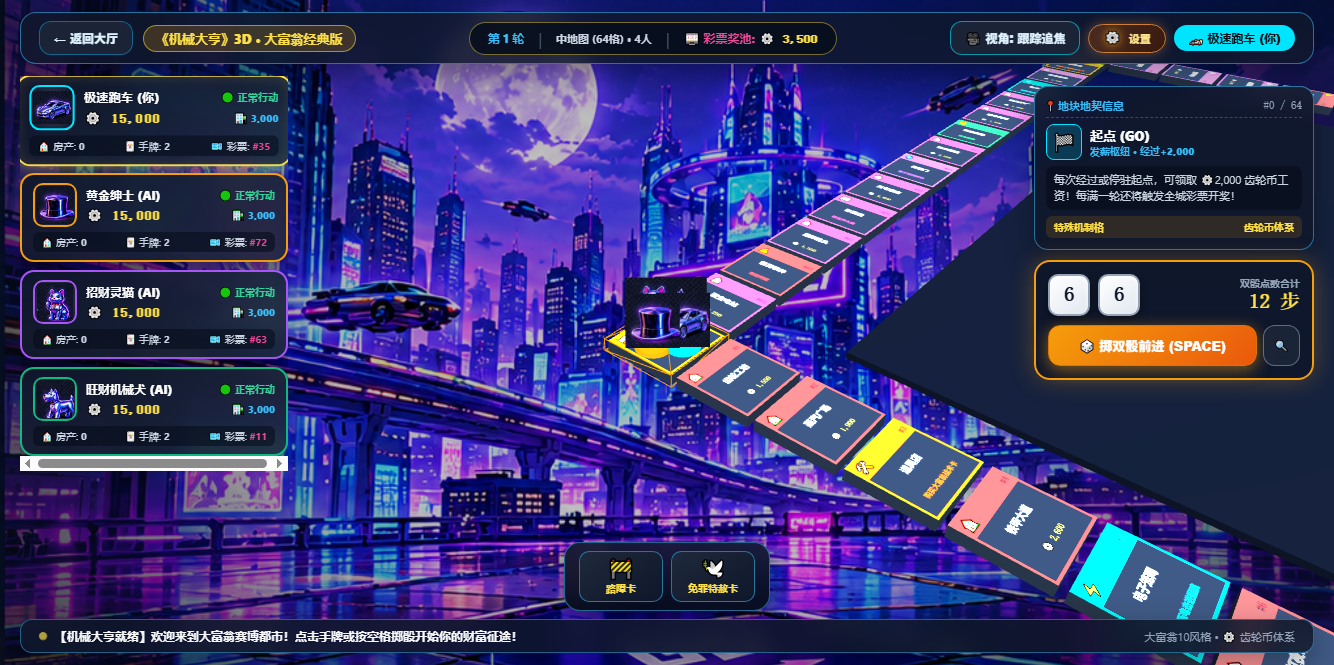 ← 返回大厅
《机械大亨》3D • 大富翁经典版
第 1 轮
中地图 (64格) • 4人
彩票奖池: 3,500
视角: 跟踪追焦
设置
极速跑车 (你)
极速跑车 (你)
正常行动
15,000
3,000
房产: 0
手牌: 2
彩票: #35
黄金绅士 (AI)
正常行动
15,000
3,000
房产: 0
手牌: 2
彩票: #72
招财灵猫 (AI)
正常行动
15,000
3,000
房产: 0
手牌: 2
彩票: #63
旺财机械犬 (AI)
正常行动
15,000
3,000
房产: 0
手牌: 2
彩票: #11
地块地契信息
#0 / 64
起点 (GO)
发薪枢纽 • 经过+2,000
每次经过或停驻起点，可领取 2,000 齿轮币工
资！每满一轮还将触发全城彩票开奖！
特殊机制格
齿轮币体系
6
6
双骰点数合计
12 步
掷双骰前进 (SPACE)
1,500
2,600
路障卡
免罪特赦卡
【机械大亨就绪】欢迎来到大富翁赛博都市！点击手牌或按空格掷骰开始你的财富征途！
大富翁10风格 • 齿轮币体系